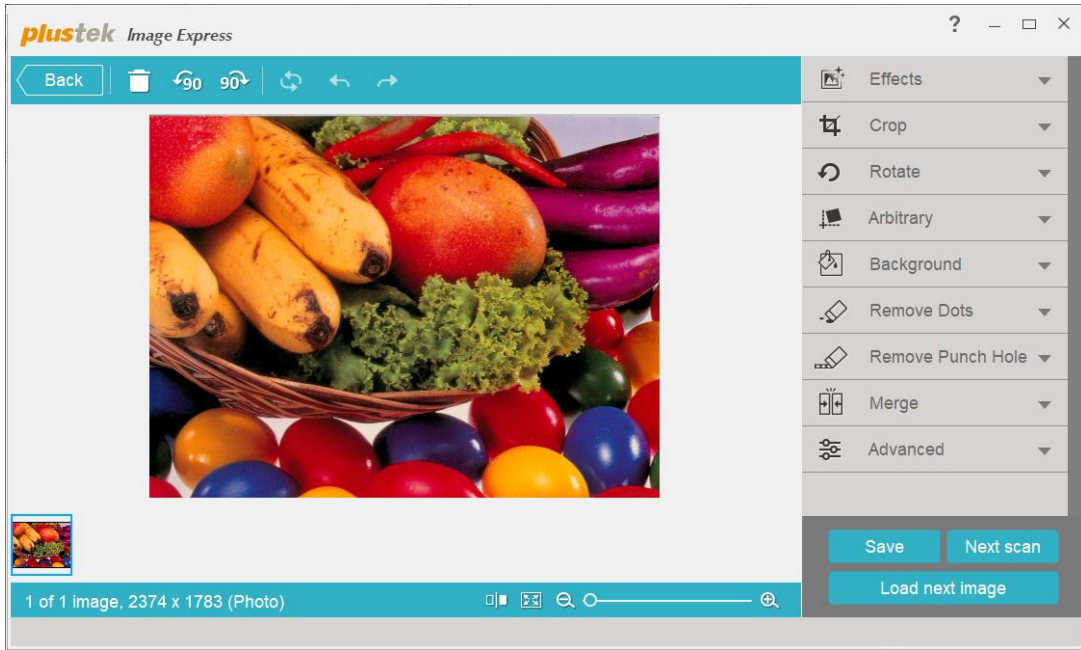 plustek Image Express
?
Back
90 90
Effects
Crop
Rotate
Arbitrary
Background
Remove Dots
Remove Punch Hole
Merge
Advanced
Save Next scan
Load next image
1 of 1 image, 2374 x 1783 (Photo)